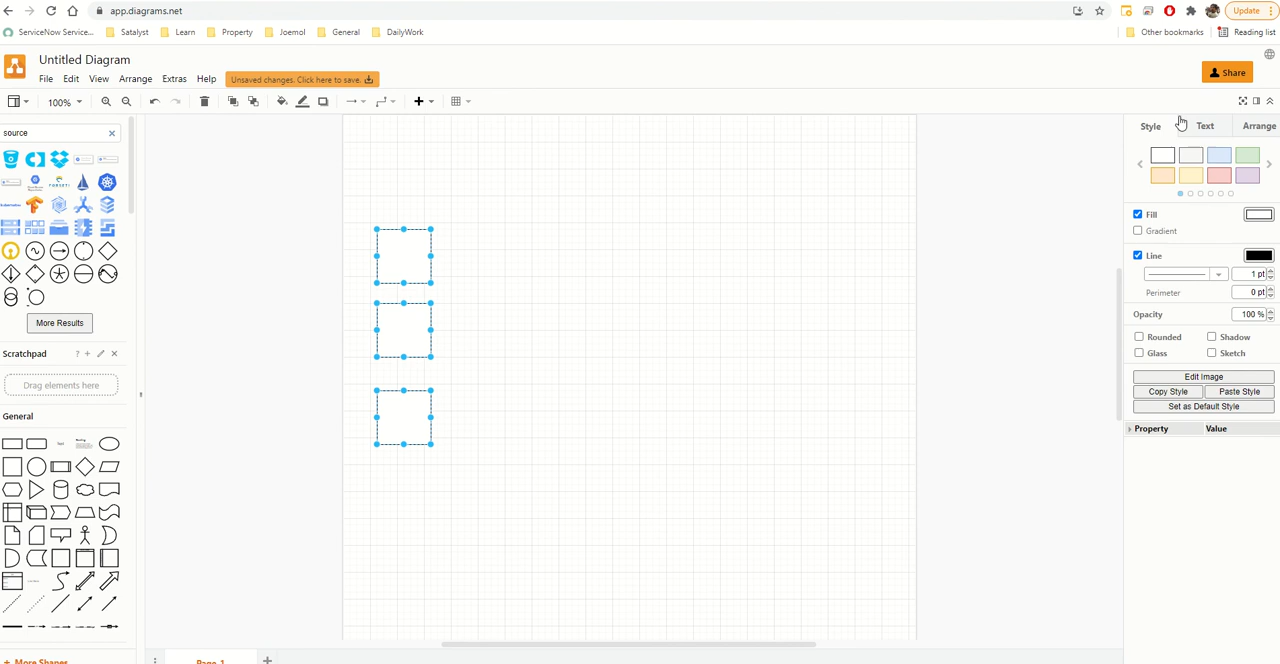 app.diagrams.net
Update
ServiceNow Service...
Satalyst
Learn
Property
Joemol
General
DailyWork
Other bookmarks
Reading list
Untitled Diagram
File Edit View Arrange Extras Help
Unsaved changes. Click here to save.
Share
100%
source
Style
Text
Arrange
Fill
Gradient
Line
1 pt
Perimeter
0 pt
Opacity
100 %
Rounded
Shadow
Glass
Sketch
Edit Image
Copy Style
Paste Style
Set as Default Style
Property
Value
More Results
Scratchpad
?
Drag elements here
General
Text
+ More Shapes
Page-1